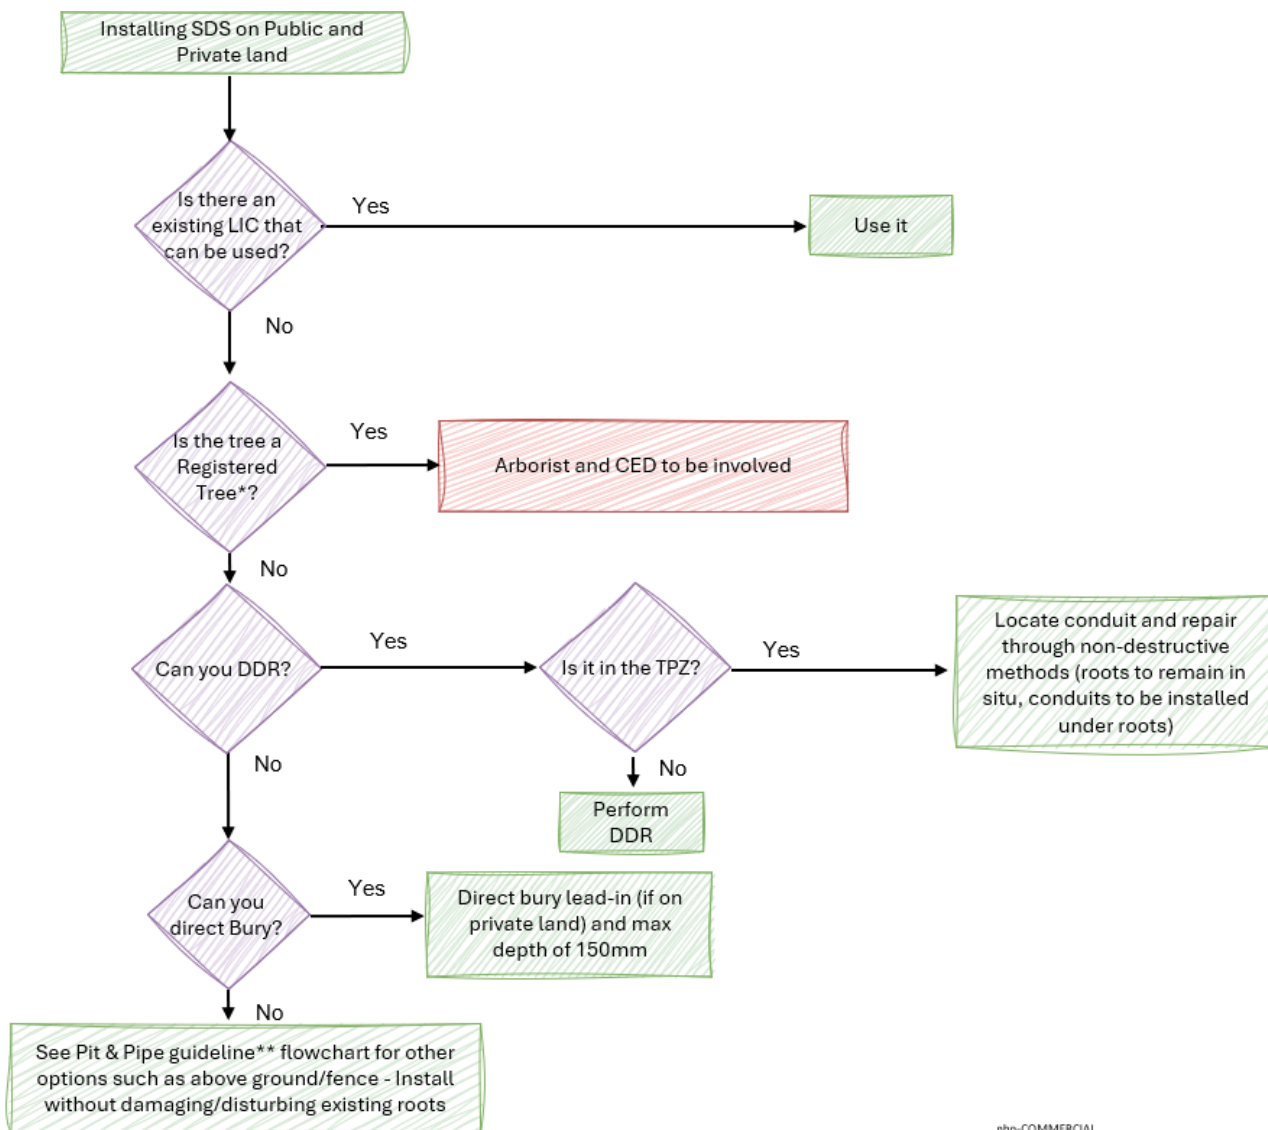 Installing SDS on Public and
Private land
Is there an
existing LIC that
can be used?
Yes
Use it
No
Is the tree a
Registered
Tree*?
Yes
Arborist and CED to be involved
No
Can you DDR?
Yes
Is it in the TPZ?
Yes
Locate conduit and repair
through non-destructive
methods (roots to remain in
situ, conduits to be installed
under roots)
No
No
Perform
DDR
Can you
direct Bury?
Yes
Direct bury lead-in (if on
private land) and max
depth of 150mm
No
See Pit & Pipe guideline** flowchart for other
options such as above ground/fence - Install
without damaging/disturbing existing roots